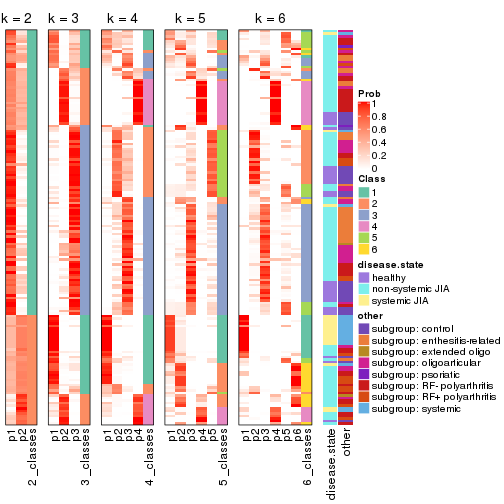 k = 2 k = 3 k = 4 k = 5 k = 6
Prob
1
0.8
0.6
0.4
0.2
0
Class
1
2
3
4
5
6
disease.state
healthy
non-systemic JIA
systemic JIA
other
subgroup: control
subgroup: enthesitis-related
subgroup: extended oligo
subgroup: oligoarticular
subgroup: psoriatic
subgroup: RF- polyarthritis
subgroup: RF+ polyarthritis
subgroup: systemic
p1 p2 2_classes p1 p2 p3 3_classes p1 p2 p3 p4 4_classes p1 p2 p3 p4 p5 5_classes p1 p2 p3 p4 p5 p6 6_classes disease.state other